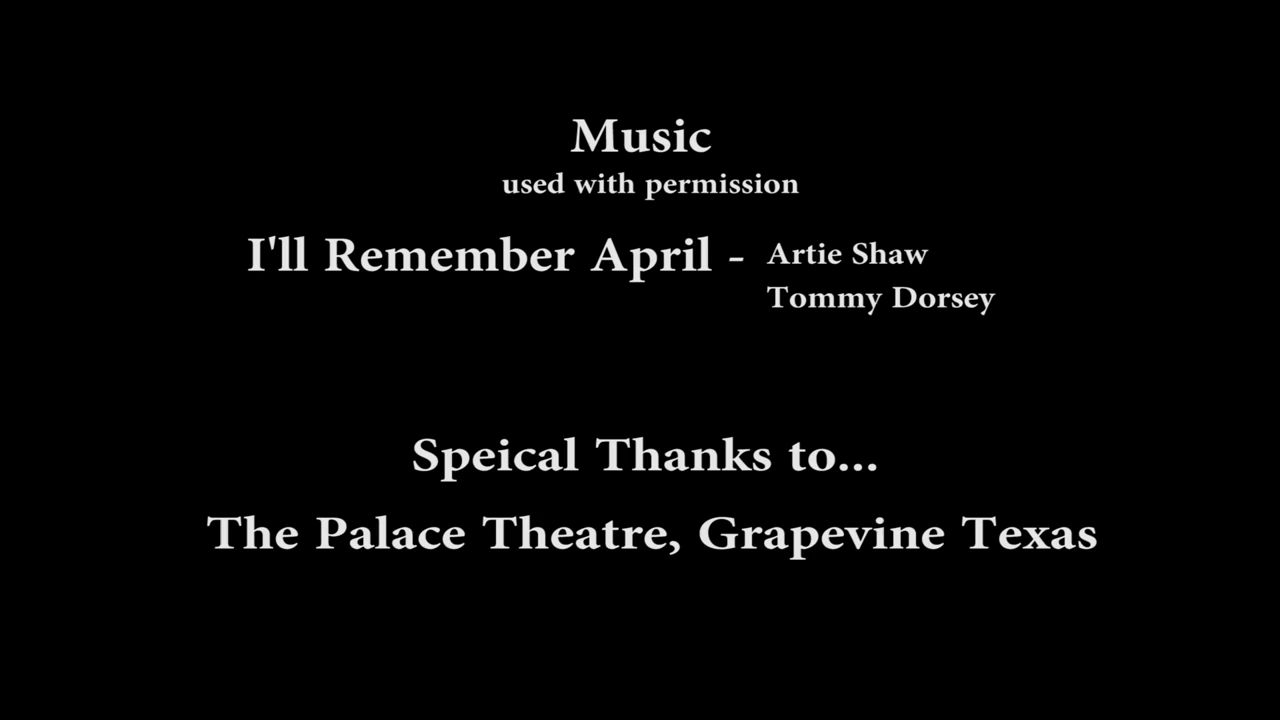 Music
used with permission
I'll Remember April - Artie Shaw
Tommy Dorsey
Speical Thanks to...
The Palace Theatre, Grapevine Texas